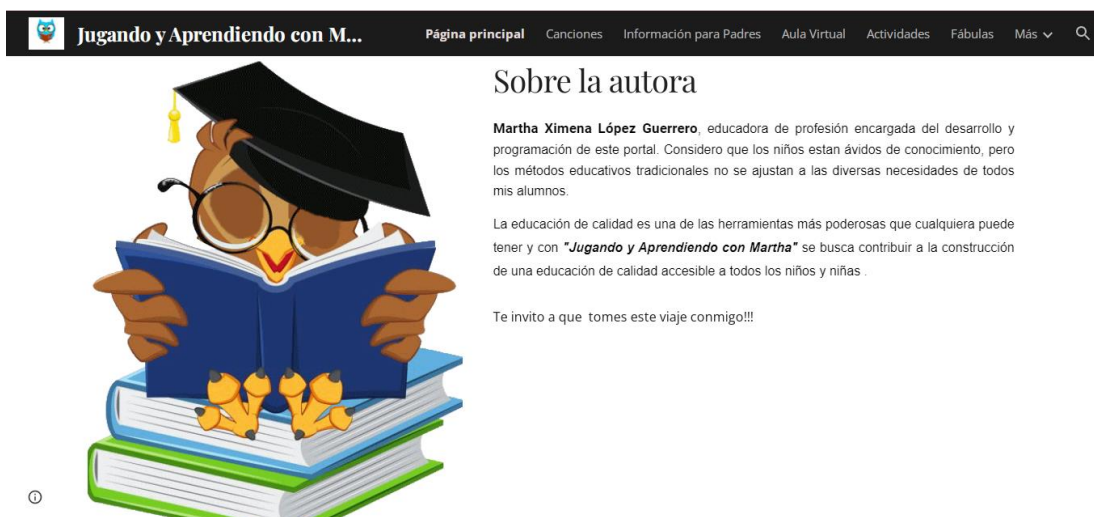 Jugando y Aprendiendo con M...
Página principal
Canciones
Información para Padres
Aula Virtual
Actividades
Fábulas
Más
Sobre la autora
Martha Ximena López Guerrero, educadora de profesión encargada del desarrollo y
programación de este portal. Considero que los niños estan ávidos de conocimiento, pero
los métodos educativos tradicionales no se ajustan a las diversas necesidades de todos
mis alumnos.
La educación de calidad es una de las herramientas más poderosas que cualquiera puede
tener y con "Jugando y Aprendiendo con Martha" se busca contribuir a la construcción
de una educación de calidad accesible a todos los niños y niñas .
Te invito a que  tomes este viaje conmigo!!!